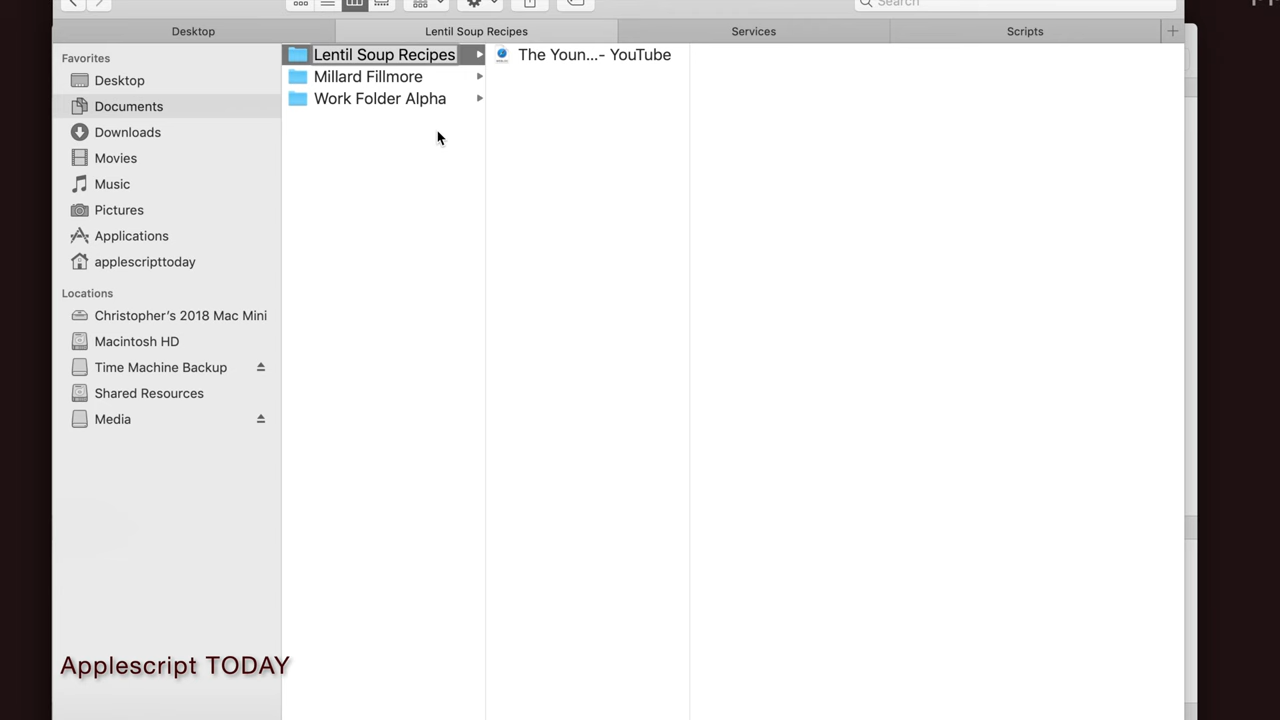 Search
Desktop
Lentil Soup Recipes
Services
Scripts
Favorites
Desktop
Documents
Downloads
Movies
Music
Pictures
Applications
applescripttoday
Locations
Christopher’s 2018 Mac Mini
Macintosh HD
Time Machine Backup
Shared Resources
Media
Lentil Soup Recipes
Millard Fillmore
Work Folder Alpha
The Youn...- YouTube
Applescript TODAY